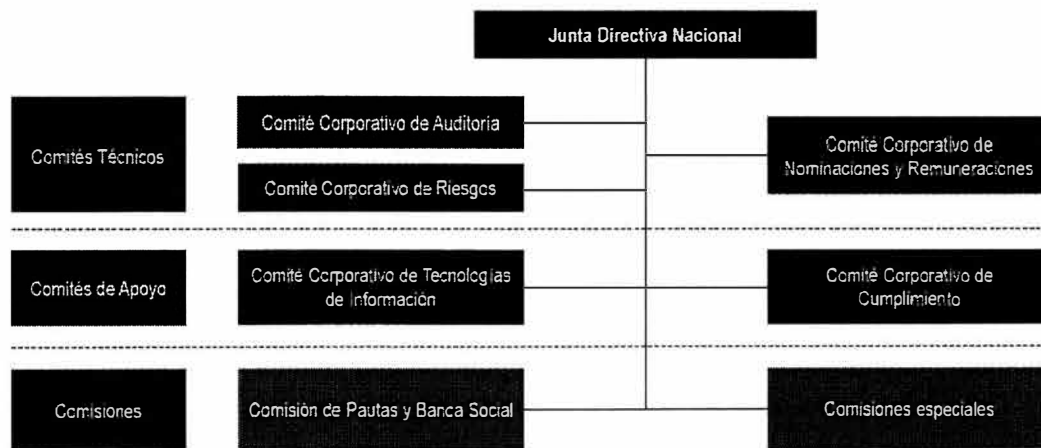 Junta Directiva Nacional
Comités Técnicos
Comité Corporativo de Auditoría
Comité Corporativo de Riesgos
Comité Corporativo de
Nominaciones y Remuneraciones
Comités de Apoyo
Comité Corporativo de Tecnologías
de Información
Comité Corporativo de
Cumplimiento
Comisiones
Comisión de Pautas y Banca Social
Comisiones especiales